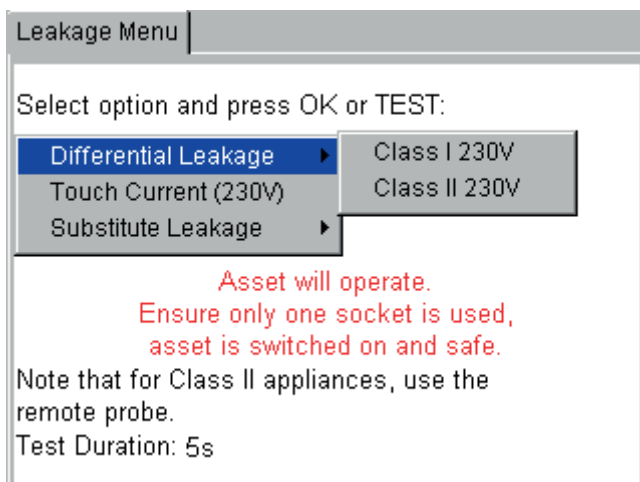 Leakage Menu
Select option and press OK or TEST:
Differential Leakage
Class I 230V
Touch Current (230V)
Class II 230V
Substitute Leakage
Asset will operate.
Ensure only one socket is used,
asset is switched on and safe.
Note that for Class II appliances, use the
remote probe.
Test Duration: 5s